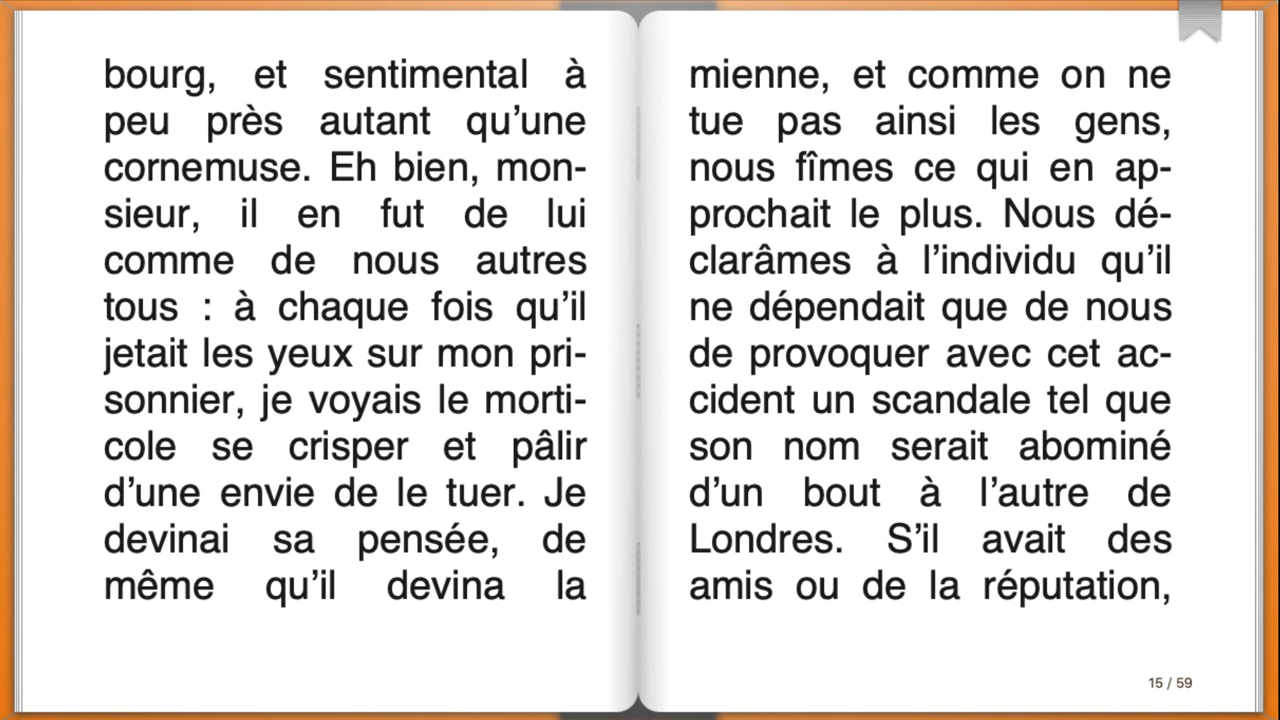 bourg, et sentimental à
peu près autant qu’une
cornemuse. Eh bien, mon-
sieur, il en fut de lui
comme de nous autres
tous : à chaque fois qu’il
jetait les yeux sur mon pri-
sonnier, je voyais le morti-
cole se crisper et pâlir
d’une envie de le tuer. Je
devinai sa pensée, de
même qu’il devina la
mienne, et comme on ne
tue pas ainsi les gens,
nous fîmes ce qui en ap-
prochait le plus. Nous dé-
clarâmes à l’individu qu’il
ne dépendait que de nous
de provoquer avec cet ac-
cident un scandale tel que
son nom serait abominé
d’un bout à l’autre de
Londres. S’il avait des
amis ou de la réputation,
15 / 59